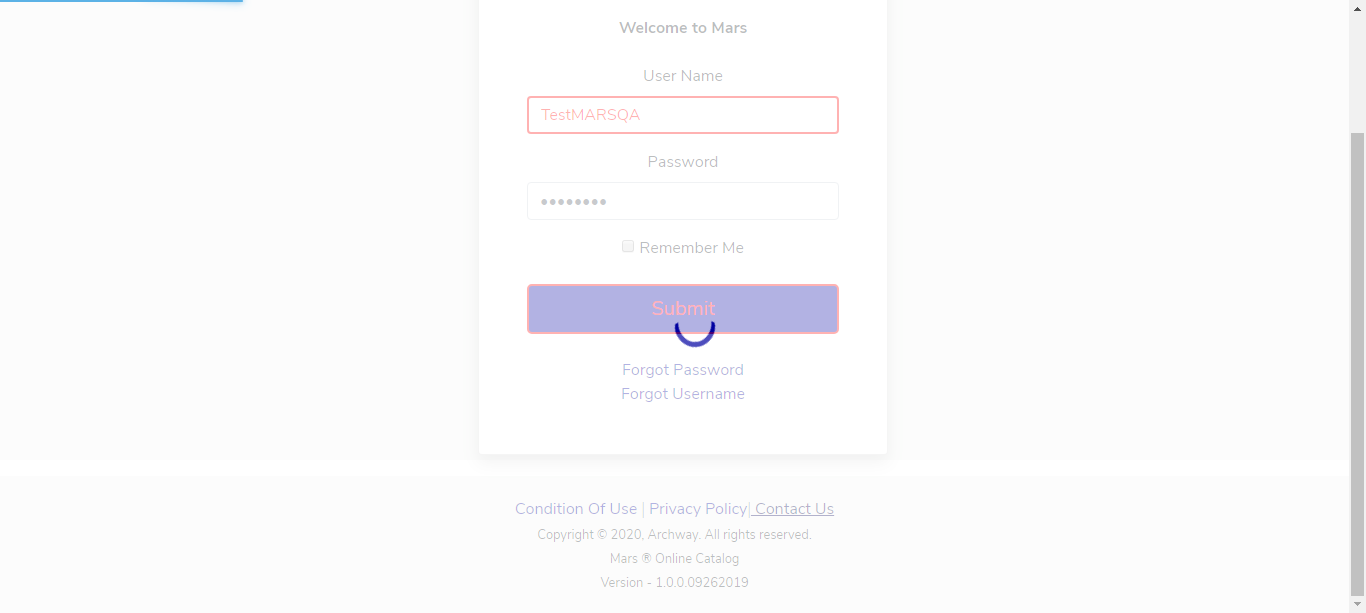 Welcome to Mars
User Name
TestMARSQA
Password
••••••••
Remember Me
Submit
Forgot Password
Forgot Username
Condition Of Use | Privacy Policy| Contact Us
Copyright © 2020, Archway. All rights reserved.
Mars ® Online Catalog
Version - 1.0.0.09262019